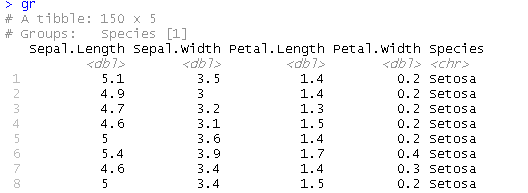 > gr
# A tibble: 150 x 5
# Groups:   Species [1]
  Sepal.Length Sepal.Width Petal.Length Petal.Width Species
         <dbl>       <dbl>        <dbl>       <dbl> <chr>
1          5.1         3.5          1.4         0.2 Setosa
2          4.9         3            1.4         0.2 Setosa
3          4.7         3.2          1.3         0.2 Setosa
4          4.6         3.1          1.5         0.2 Setosa
5          5           3.6          1.4         0.2 Setosa
6          5.4         3.9          1.7         0.4 Setosa
7          4.6         3.4          1.4         0.3 Setosa
8          5           3.4          1.5         0.2 Setosa